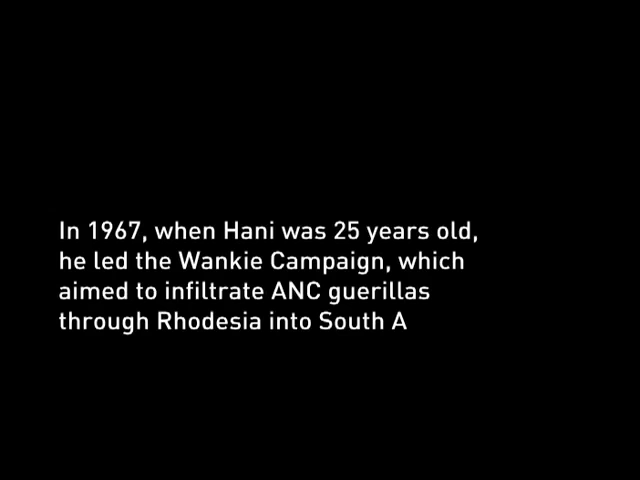 In 1967, when Hani was 25 years old,
he led the Wankie Campaign, which
aimed to infiltrate ANC guerillas
through Rhodesia into South A